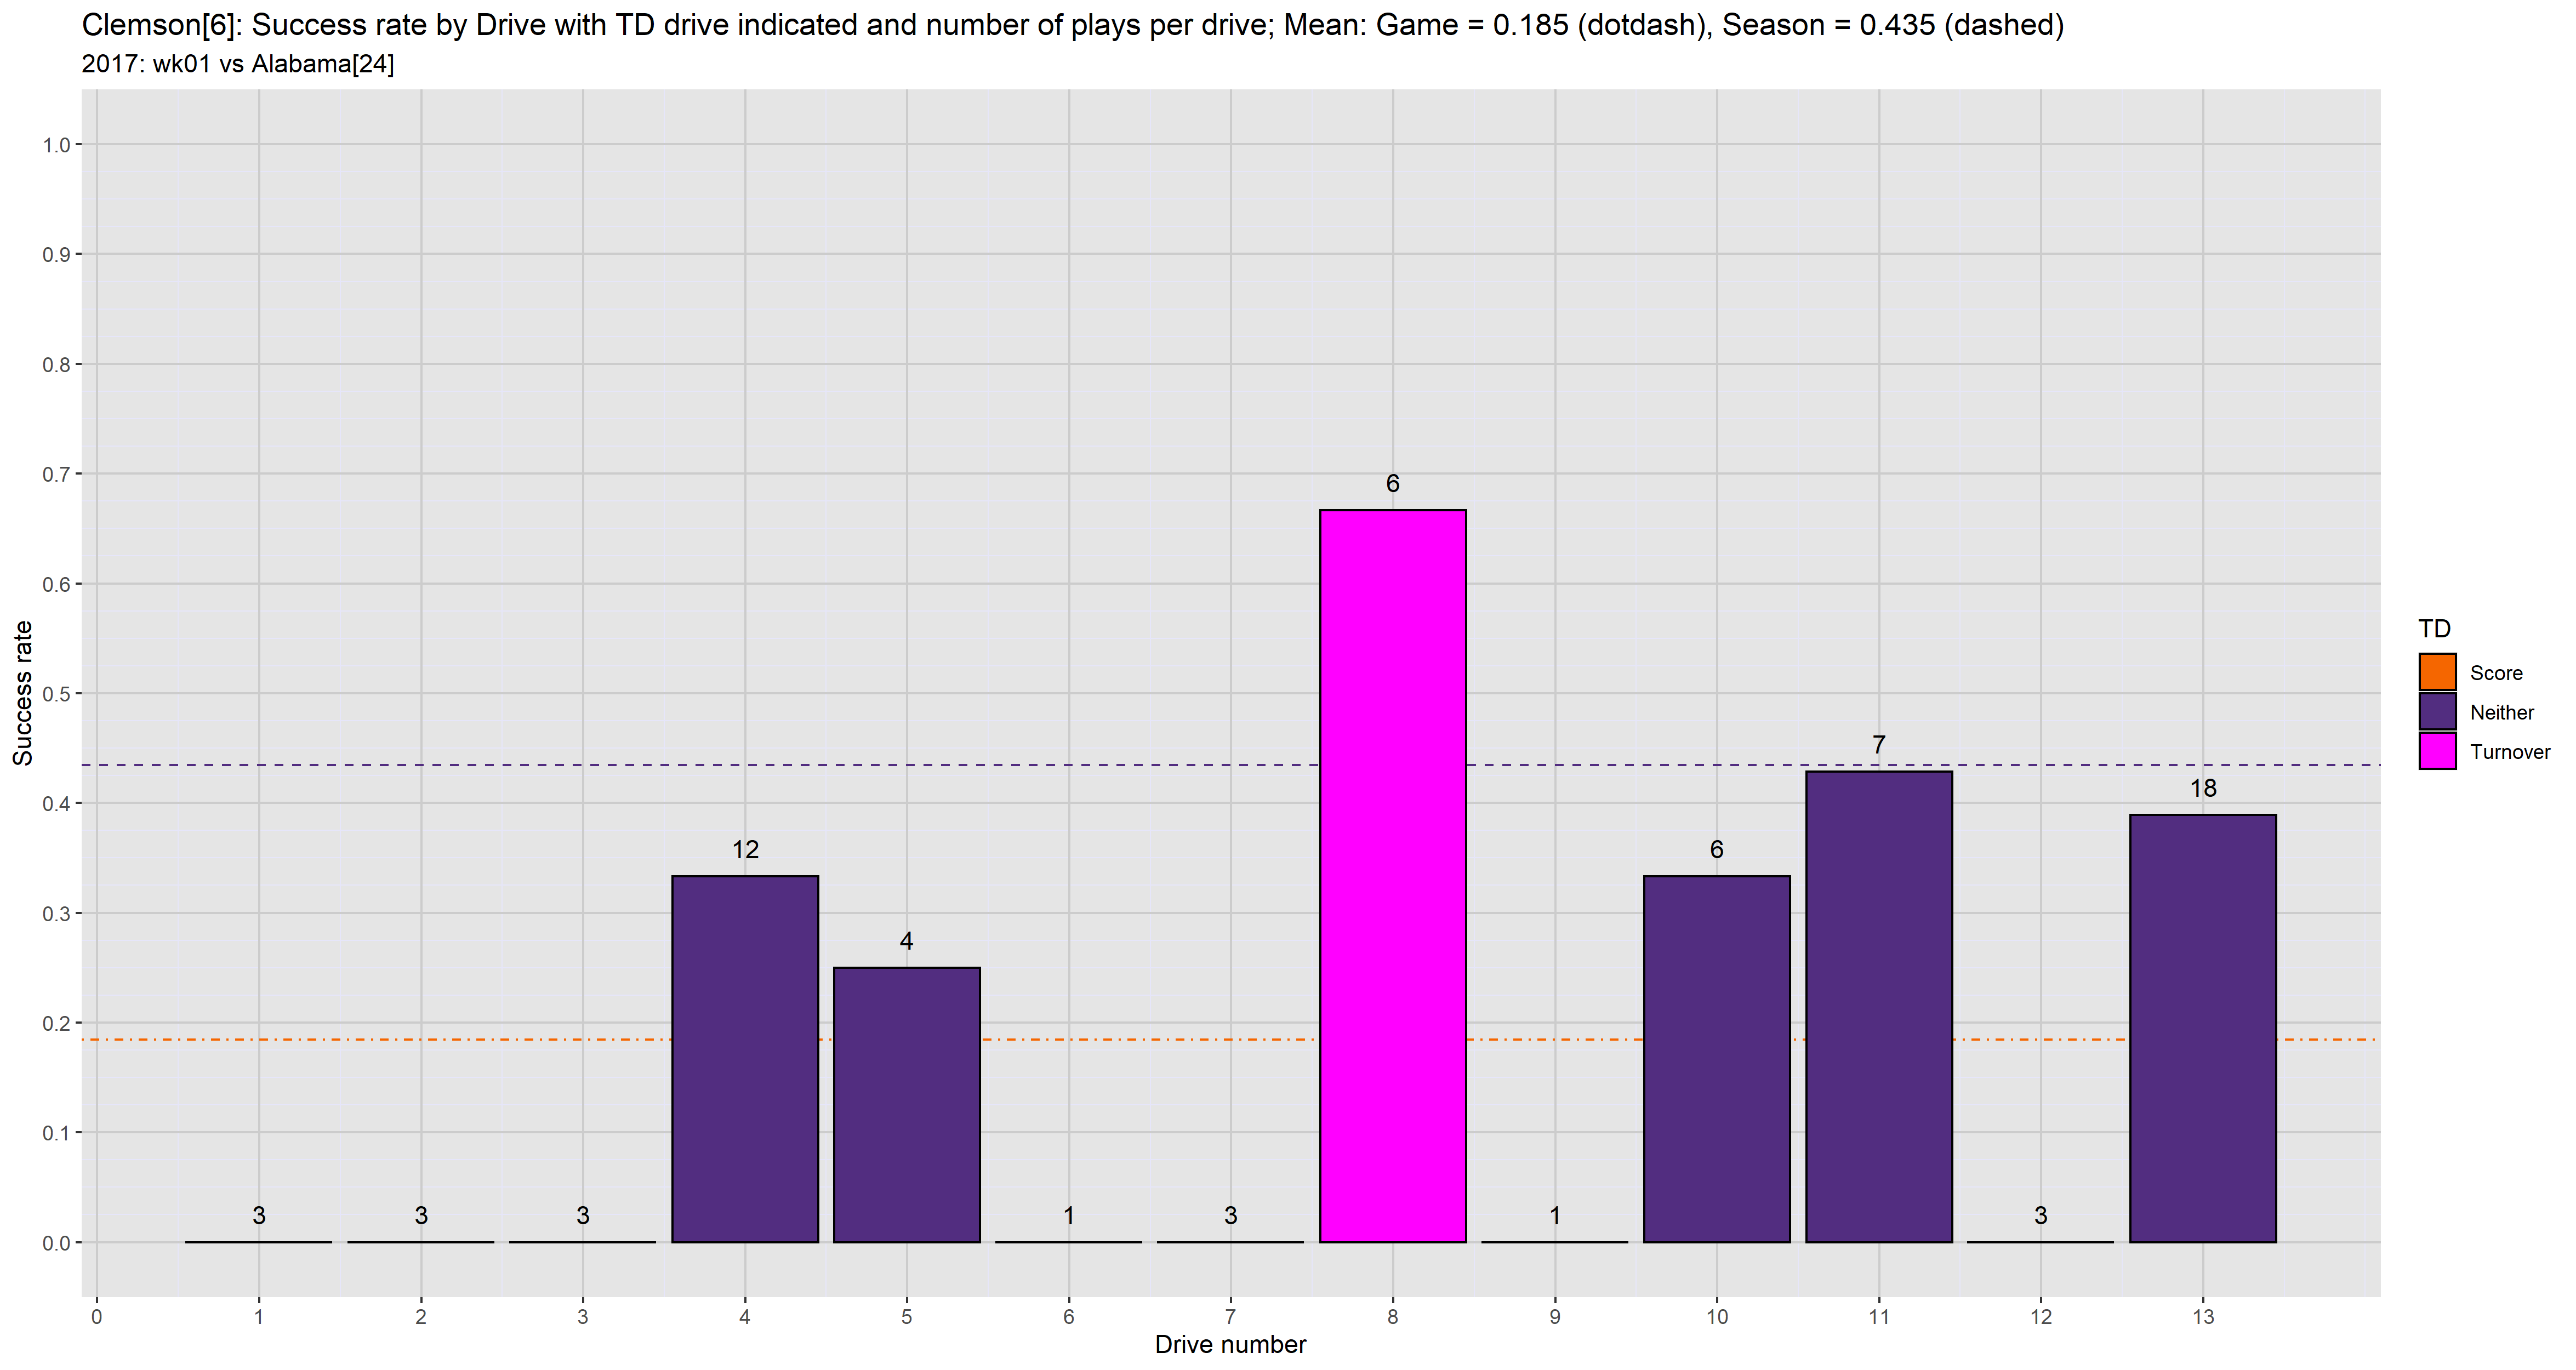 Clemson[6]: Success rate by Drive with TD drive indicated and number of plays per drive; Mean: Game = 0.185 (dotdash), Season = 0.435 (dashed)
2017: wk01 vs Alabama[24]
Success rate
1.0
0.9
0.8
0.7
0.6
0.5
0.4
0.3
0.2
0.1
0.0
3 3 3 12 4 1 3 6 1 6 7 3 18
0 1 2 3 4 5 6 7 8 9 10 11 12 13
Drive number
TD
Score
Neither
Turnover